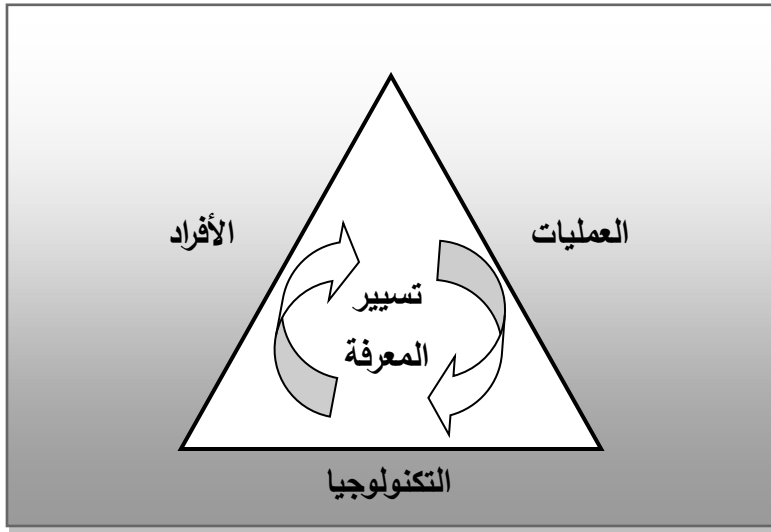 العمليات
الأفراد
تسيير
المعرفة
التكنولوجيا